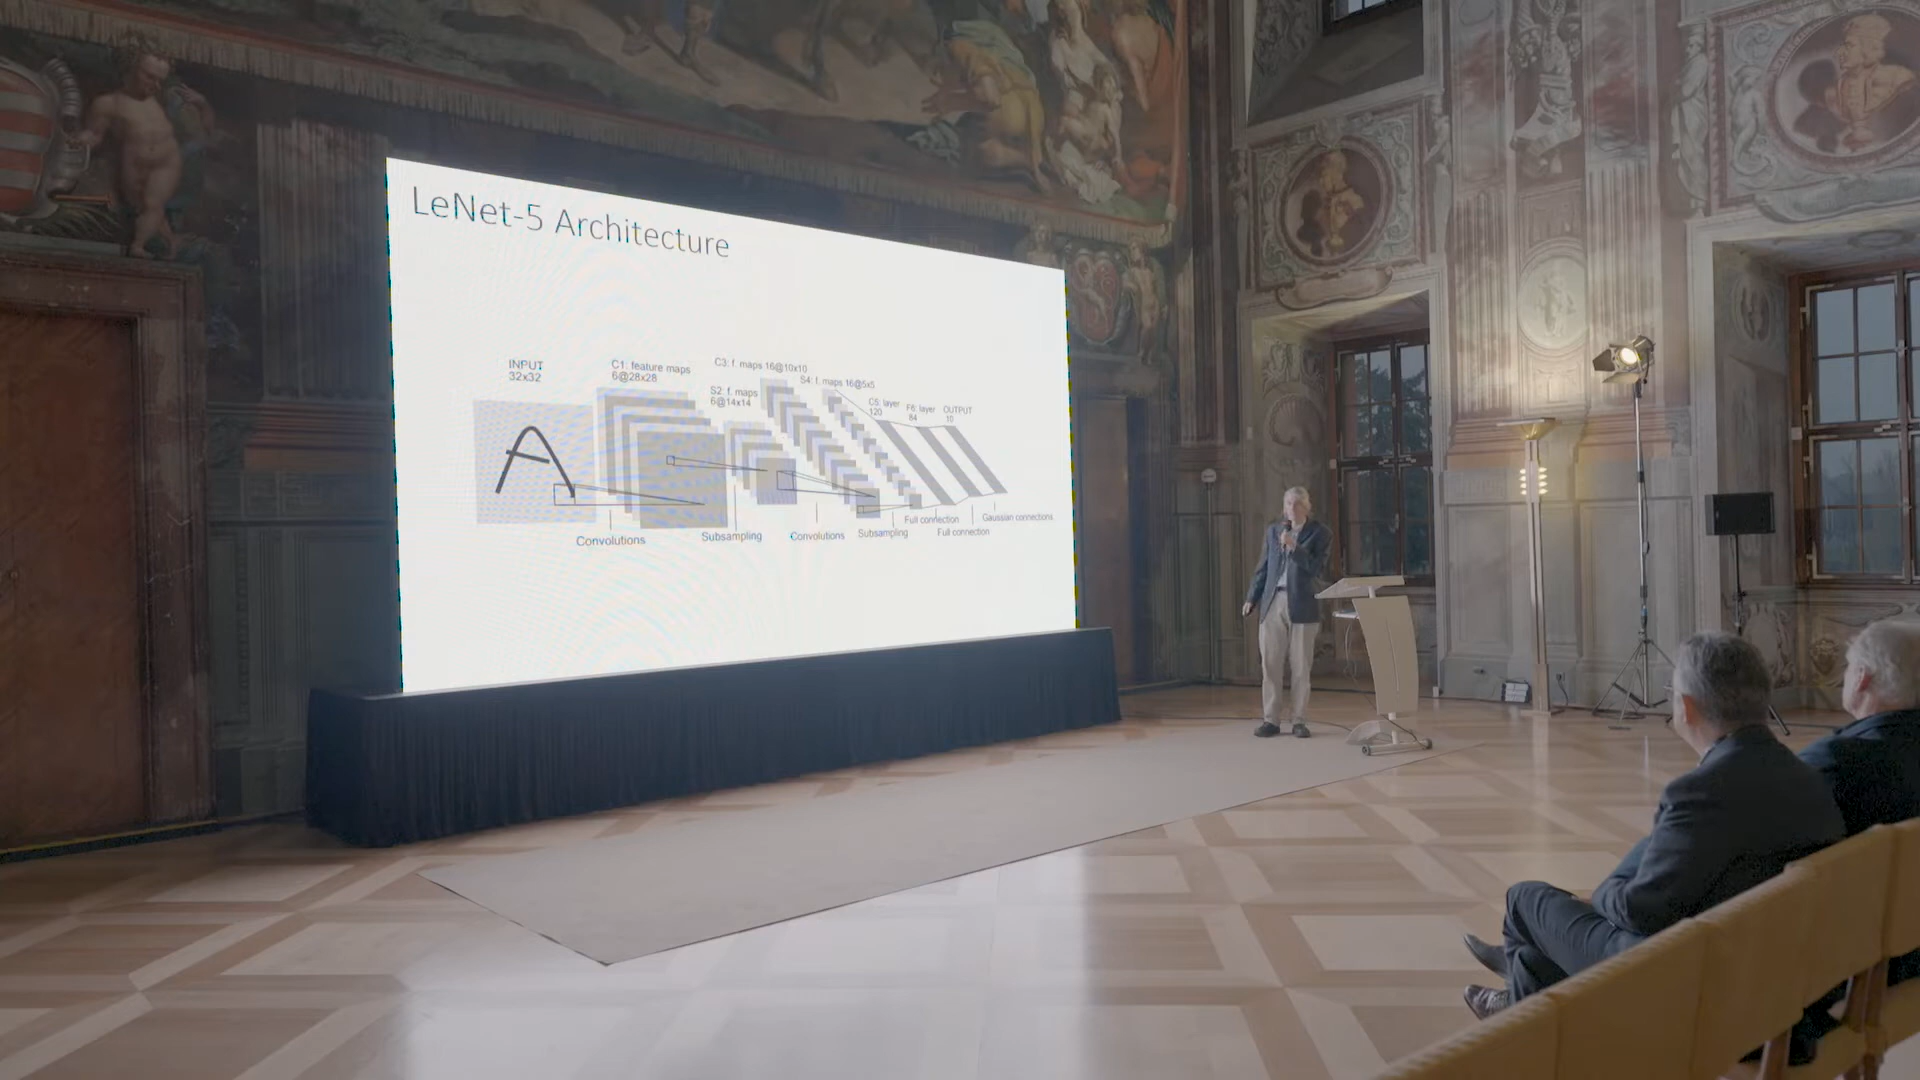 LeNet-5 Architecture
INPUT
32x32
C1: feature maps
6@28x28
S2: f. maps
6@14x14
C3: f. maps 16@10x10
S4: f. maps 16@5x5
C5: layer
120
F6: layer
84
OUTPUT
10
A
Convolutions
Subsampling
Convolutions
Subsampling
Full connection
Full connection
Gaussian connections